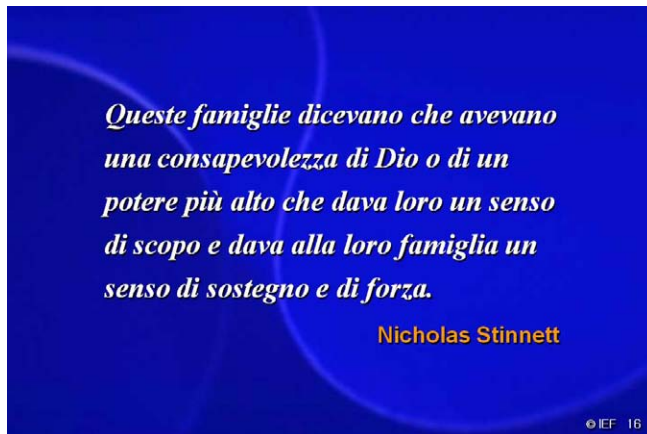 Queste famiglie dicevano che avevano
una consapevolezza di Dio o di un
potere più alto che dava loro un senso
di scopo e dava alla loro famiglia un
senso di sostegno e di forza.
Nicholas Stinnett
© IEF 16